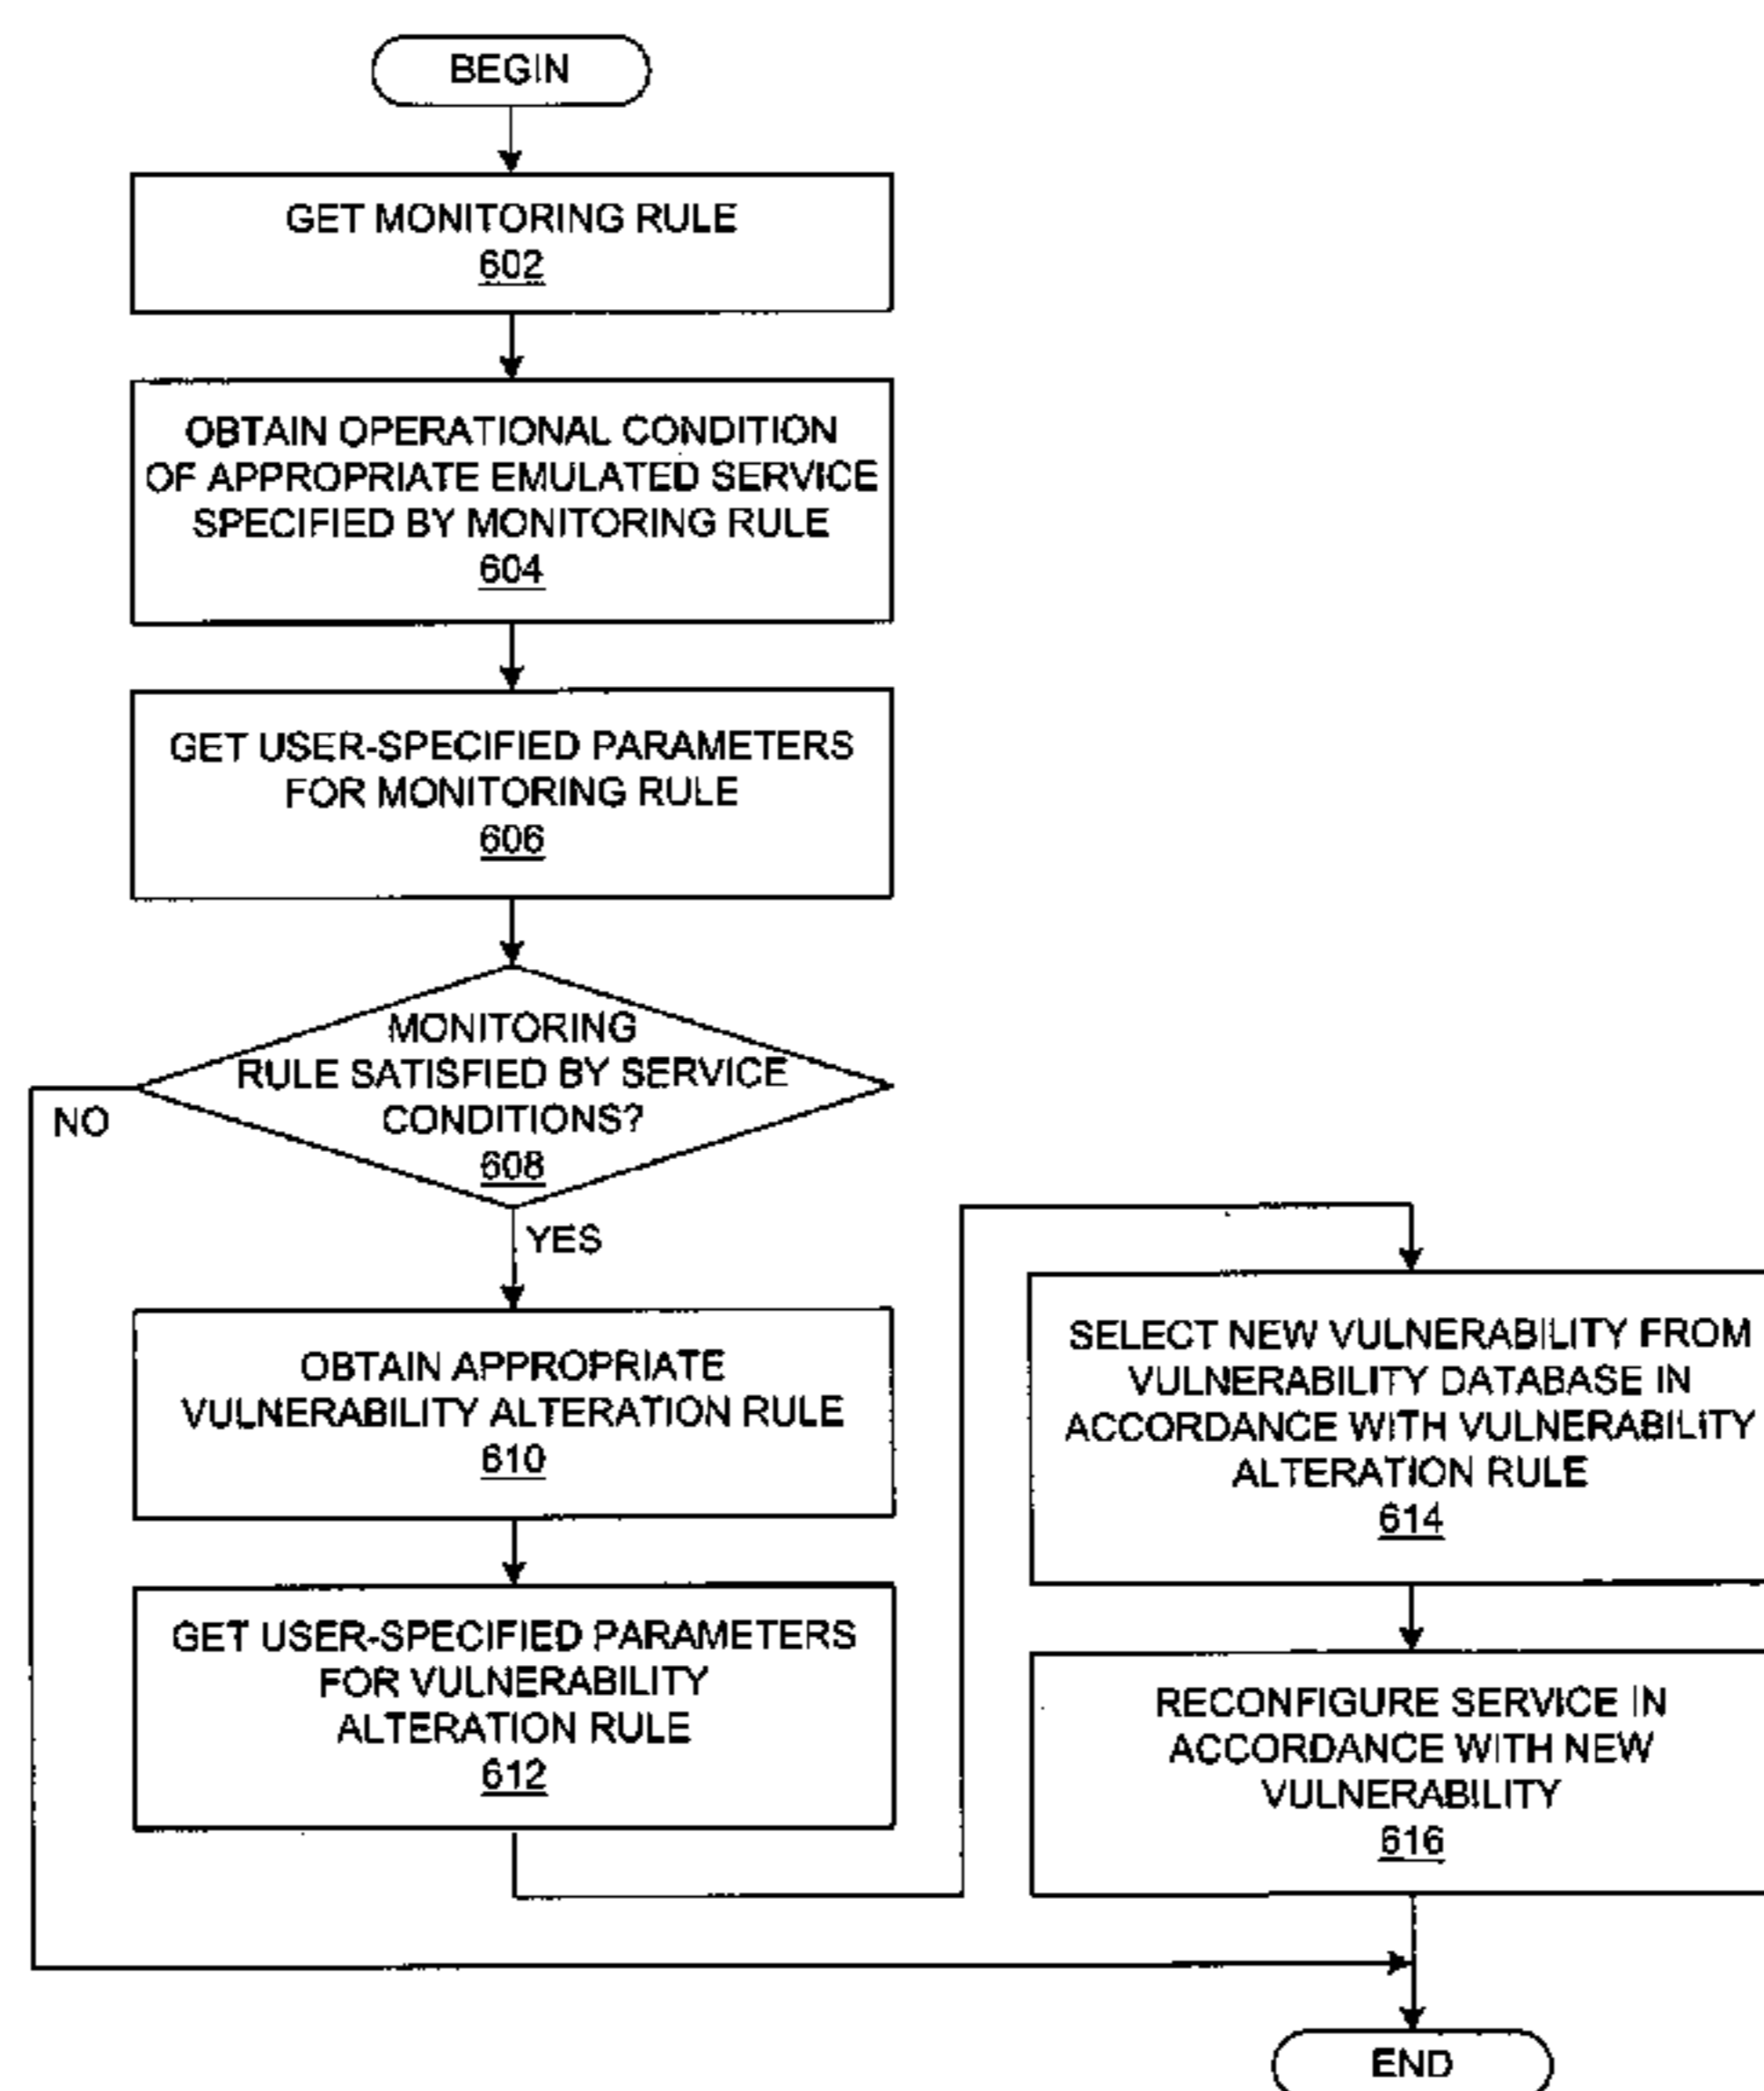 BEGIN
GET MONITORING RULE
602
OBTAIN OPERATIONAL CONDITION
OF APPROPRIATE EMULATED SERVICE
SPECIFIED BY MONITORING RULE
604
GET USER-SPECIFIED PARAMETERS
FOR MONITORING RULE
606
MONITORING
RULE SATISFIED BY SERVICE
CONDITIONS?
608
NO
YES
OBTAIN APPROPRIATE
VULNERABILITY ALTERATION RULE
610
GET USER-SPECIFIED PARAMETERS
FOR VULNERABILITY
ALTERATION RULE
612
SELECT NEW VULNERABILITY FROM
VULNERABILITY DATABASE IN
ACCORDANCE WITH VULNERABILITY
ALTERATION RULE
614
RECONFIGURE SERVICE IN
ACCORDANCE WITH NEW
VULNERABILITY
616
END